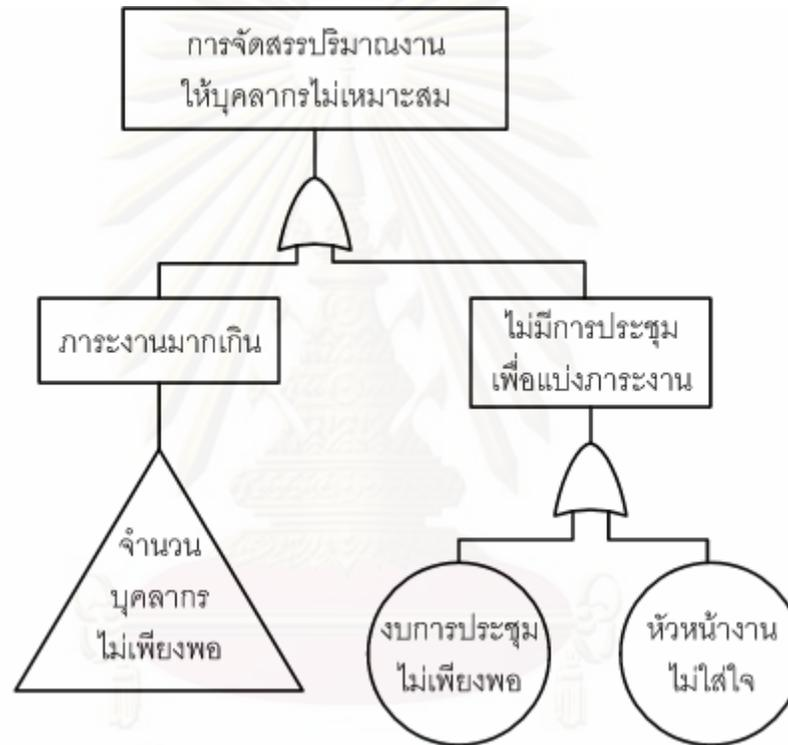 การจัดสรรปริมาณงาน
ให้บุคลากรไม่เหมาะสม
ภาระงานมากเกิน
ไม่มีการประชุม
เพื่อแบ่งภาระงาน
จำนวน
บุคลากร
ไม่เพียงพอ
งบการประชุม
ไม่เพียงพอ
หัวหน้างาน
ไม่ใส่ใจ